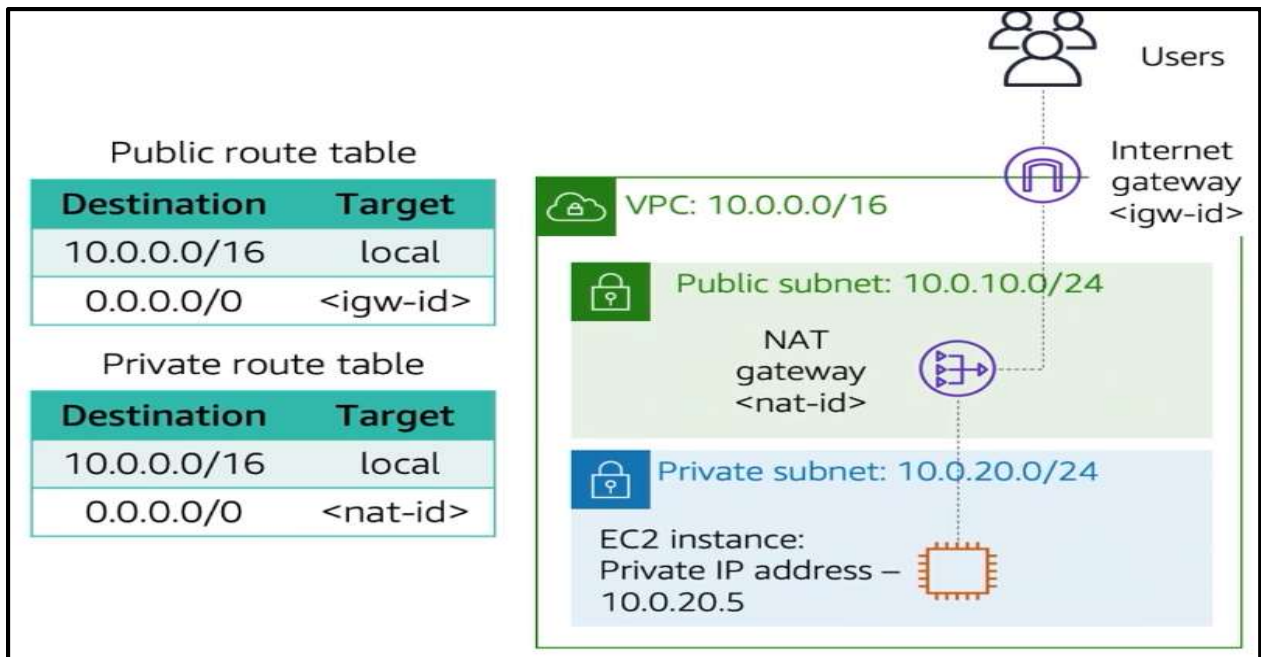 Users
Internet
gateway
<igw-id>
Public route table
Destination Target
10.0.0.0/16 local
0.0.0.0/0 <igw-id>
Private route table
Destination Target
10.0.0.0/16 local
0.0.0.0/0 <nat-id>
VPC: 10.0.0.0/16
Public subnet: 10.0.10.0/24
NAT
gateway
<nat-id>
Private subnet: 10.0.20.0/24
EC2 instance:
Private IP address –
10.0.20.5